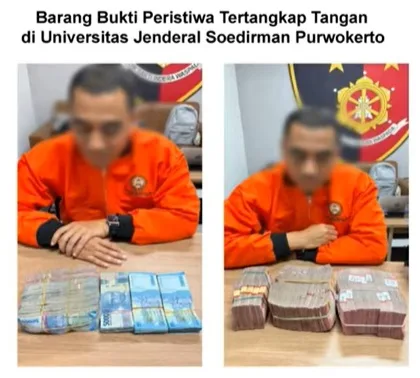 Barang Bukti Peristiwa Tertangkap Tangan
di Universitas Jenderal Soedirman Purwokerto